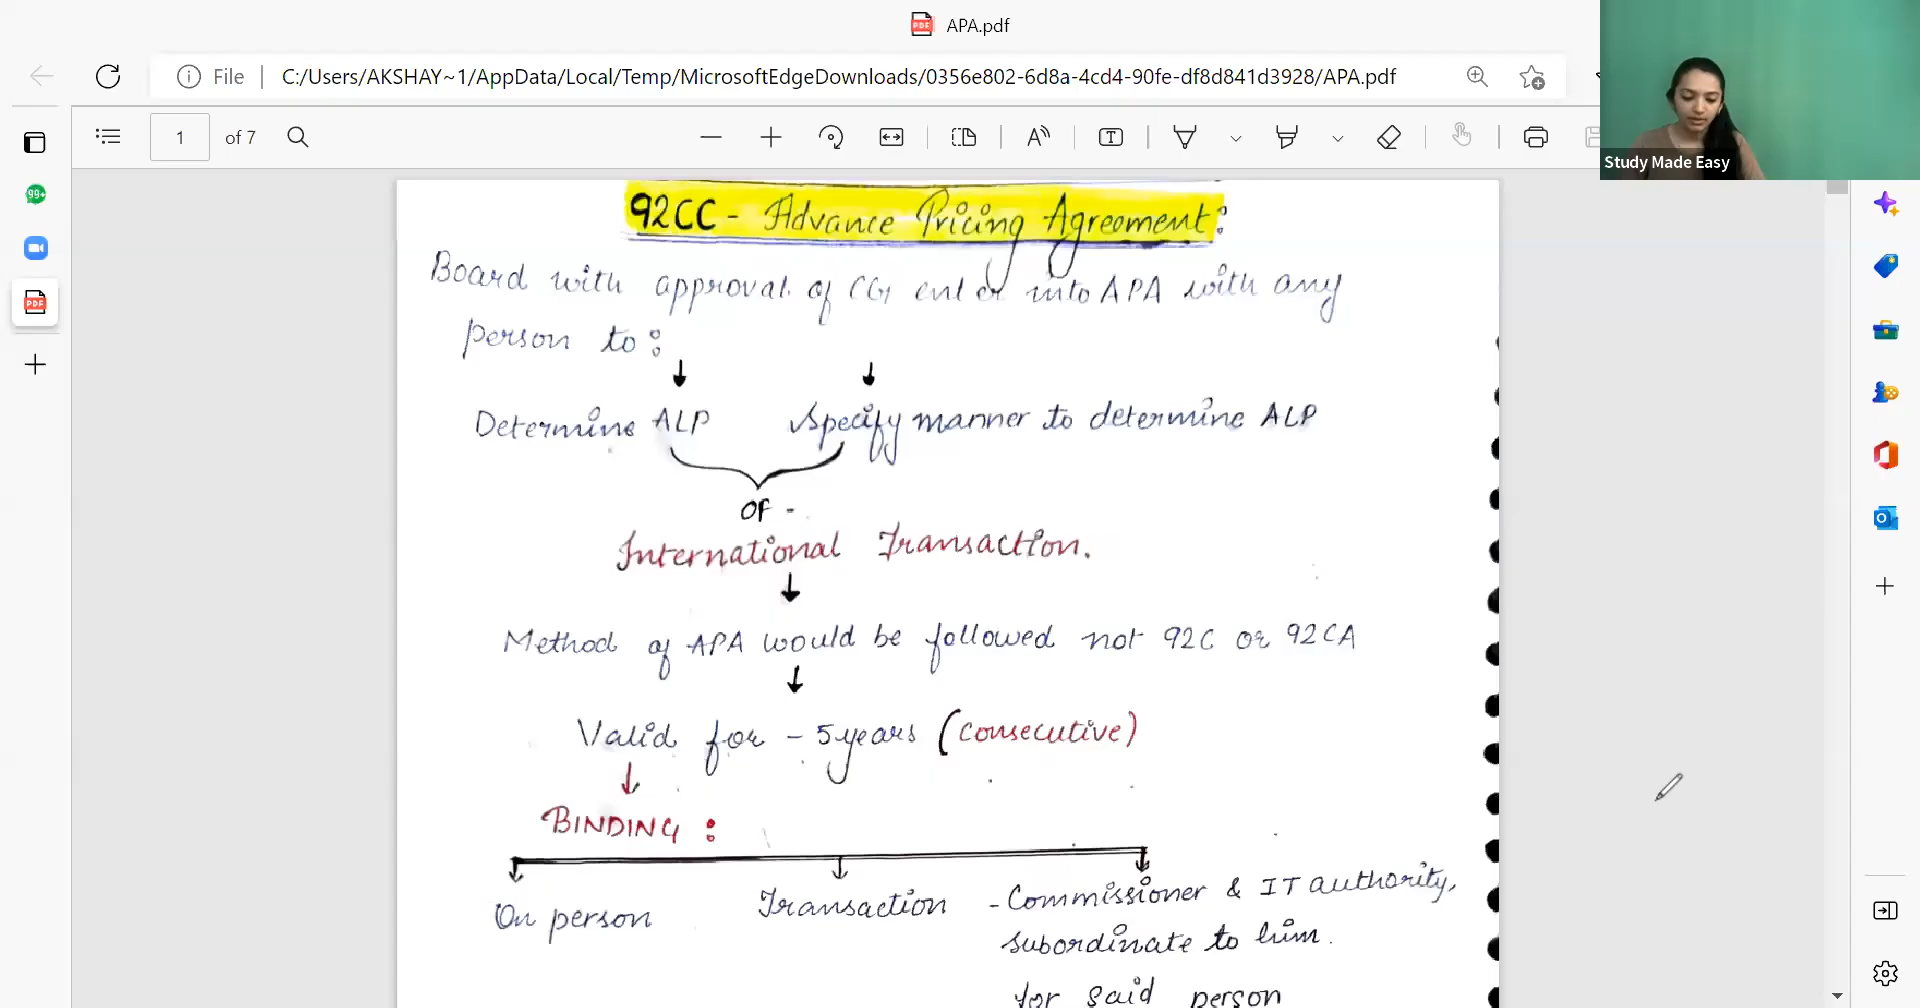 APA.pdf
File
C:/Users/AKSHAY~1/AppData/Local/Temp/MicrosoftEdgeDownloads/0356e802-6d8a-4cd4-90fe-df8d841d3928/APA.pdf
1 of 7
Study Made Easy
99+
PDF
92CC - Advance Pricing Agreement:
Board with approval of CG enter into APA with any
person to:
Determine ALP Specify manner to determine ALP
OF -
International Transaction.
Method of APA would be followed not 92C or 92CA
Valid for - 5 years (consecutive)
BINDING:
On person Transaction - Commissioner & IT authority,
subordinate to him.
for said person